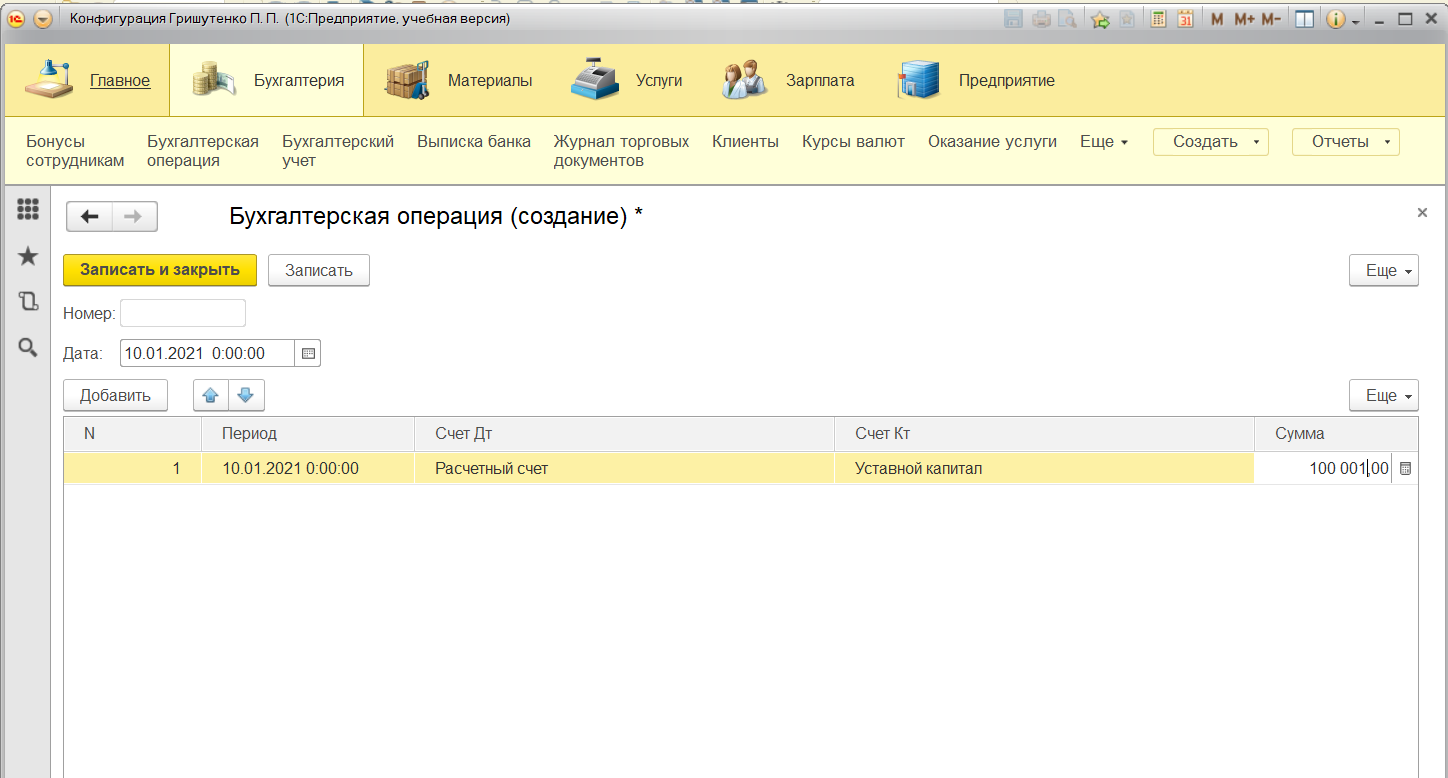 Конфигурация Гришутенко П. П. (1С:Предприятие, учебная версия)
31 M M+ M-
Главное Бухгалтерия Материалы Услуги Зарплата Предприятие
Бонусы Бухгалтерская Бухгалтерский Выписка банка Журнал торговых Клиенты Курсы валют Оказание услуги Еще Создать Отчеты
сотрудникам операция учет документов
Бухгалтерская операция (создание) *
Записать и закрыть Записать Еще
Номер:
Дата: 10.01.2021 0:00:00
Добавить Еще
N Период Счет Дт Счет Кт Сумма
1 10.01.2021 0:00:00 Расчетный счет Уставной капитал 100 001,00